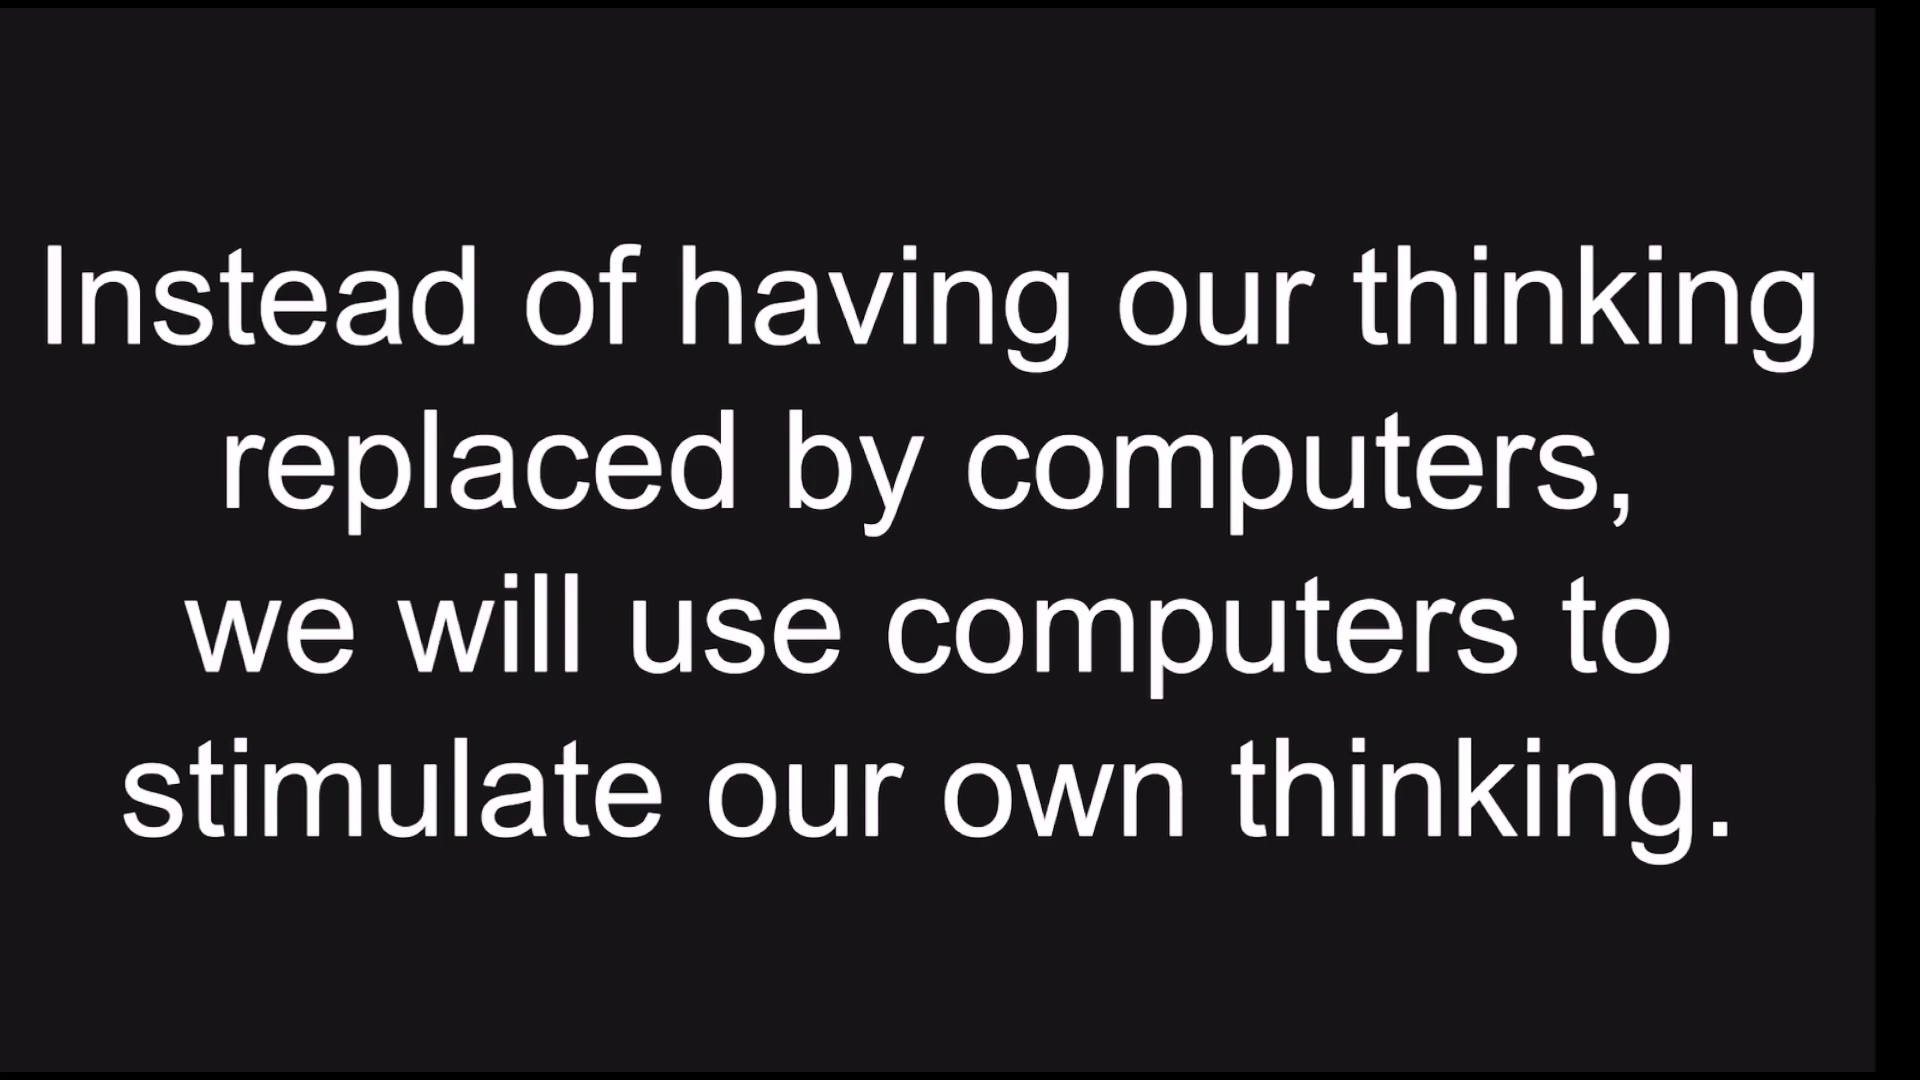 Instead of having our thinking
replaced by computers,
we will use computers to
stimulate our own thinking.